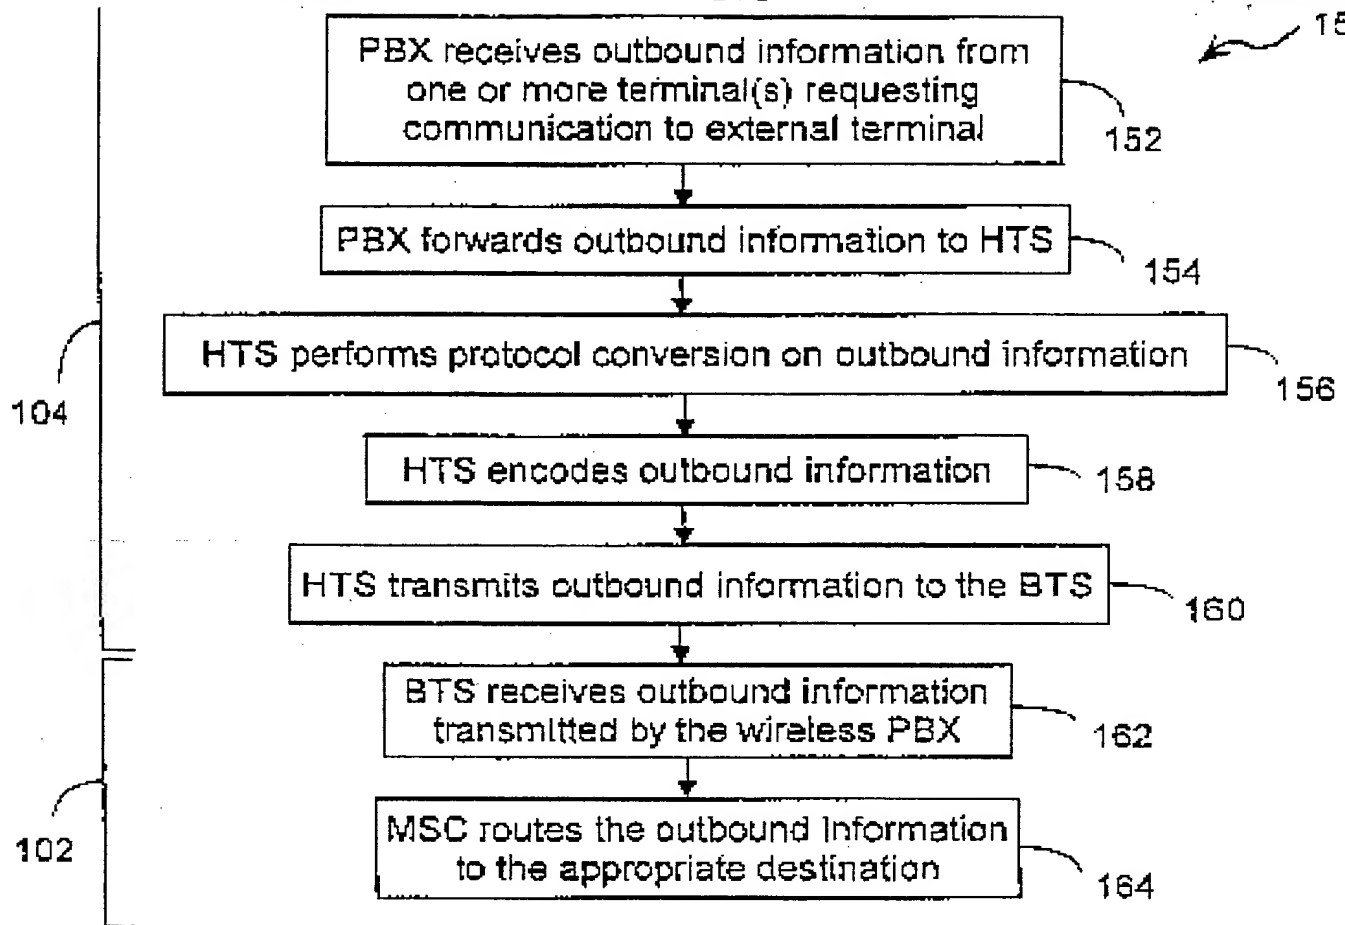 15
PBX receives outbound information from
one or more terminal(s) requesting
communication to external terminal
152
PBX forwards outbound information to HTS
154
HTS performs protocol conversion on outbound information
156
104
HTS encodes outbound information
158
HTS transmits outbound information to the BTS
160
BTS receives outbound information
transmitted by the wireless PBX
162
102
MSC routes the outbound Information
to the appropriate destination
164